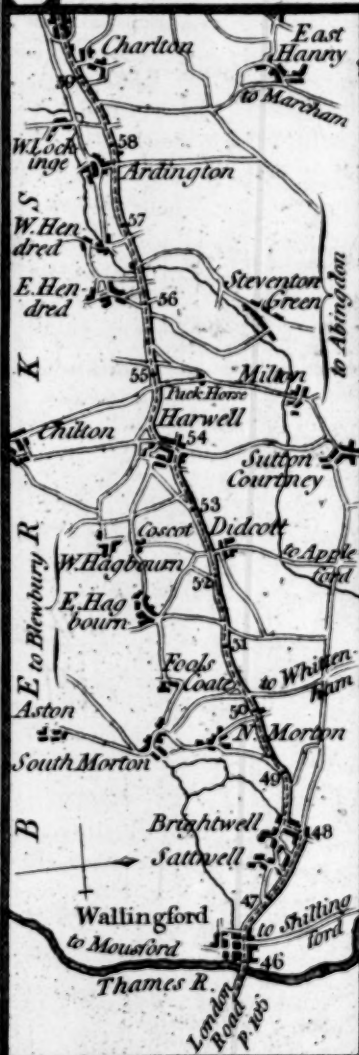 Charlton
East
Hanny
to Marcham
59
58
W. Lock
inge
Ardington
S
57
W. Hen
dred
E. Hen
dred
56
Steventon
Green
to Abingdon
K
55
Milton
Puck Horse
Harwell
54
Chilton
Sutton
Courtney
53
R
Coscot
Didcott
W. Hagbourn
to Apple
ford
52
E. Hag
bourn
51
to Blewbury
E
Fools
Coate
to Whitten
ham
50
Aston
N. Morton
South Morton
49
B
Brightwell
48
Sattwell
47
Wallingford
to Shilling
ford
to Mousford
46
Thames R.
London
Road
p. 105